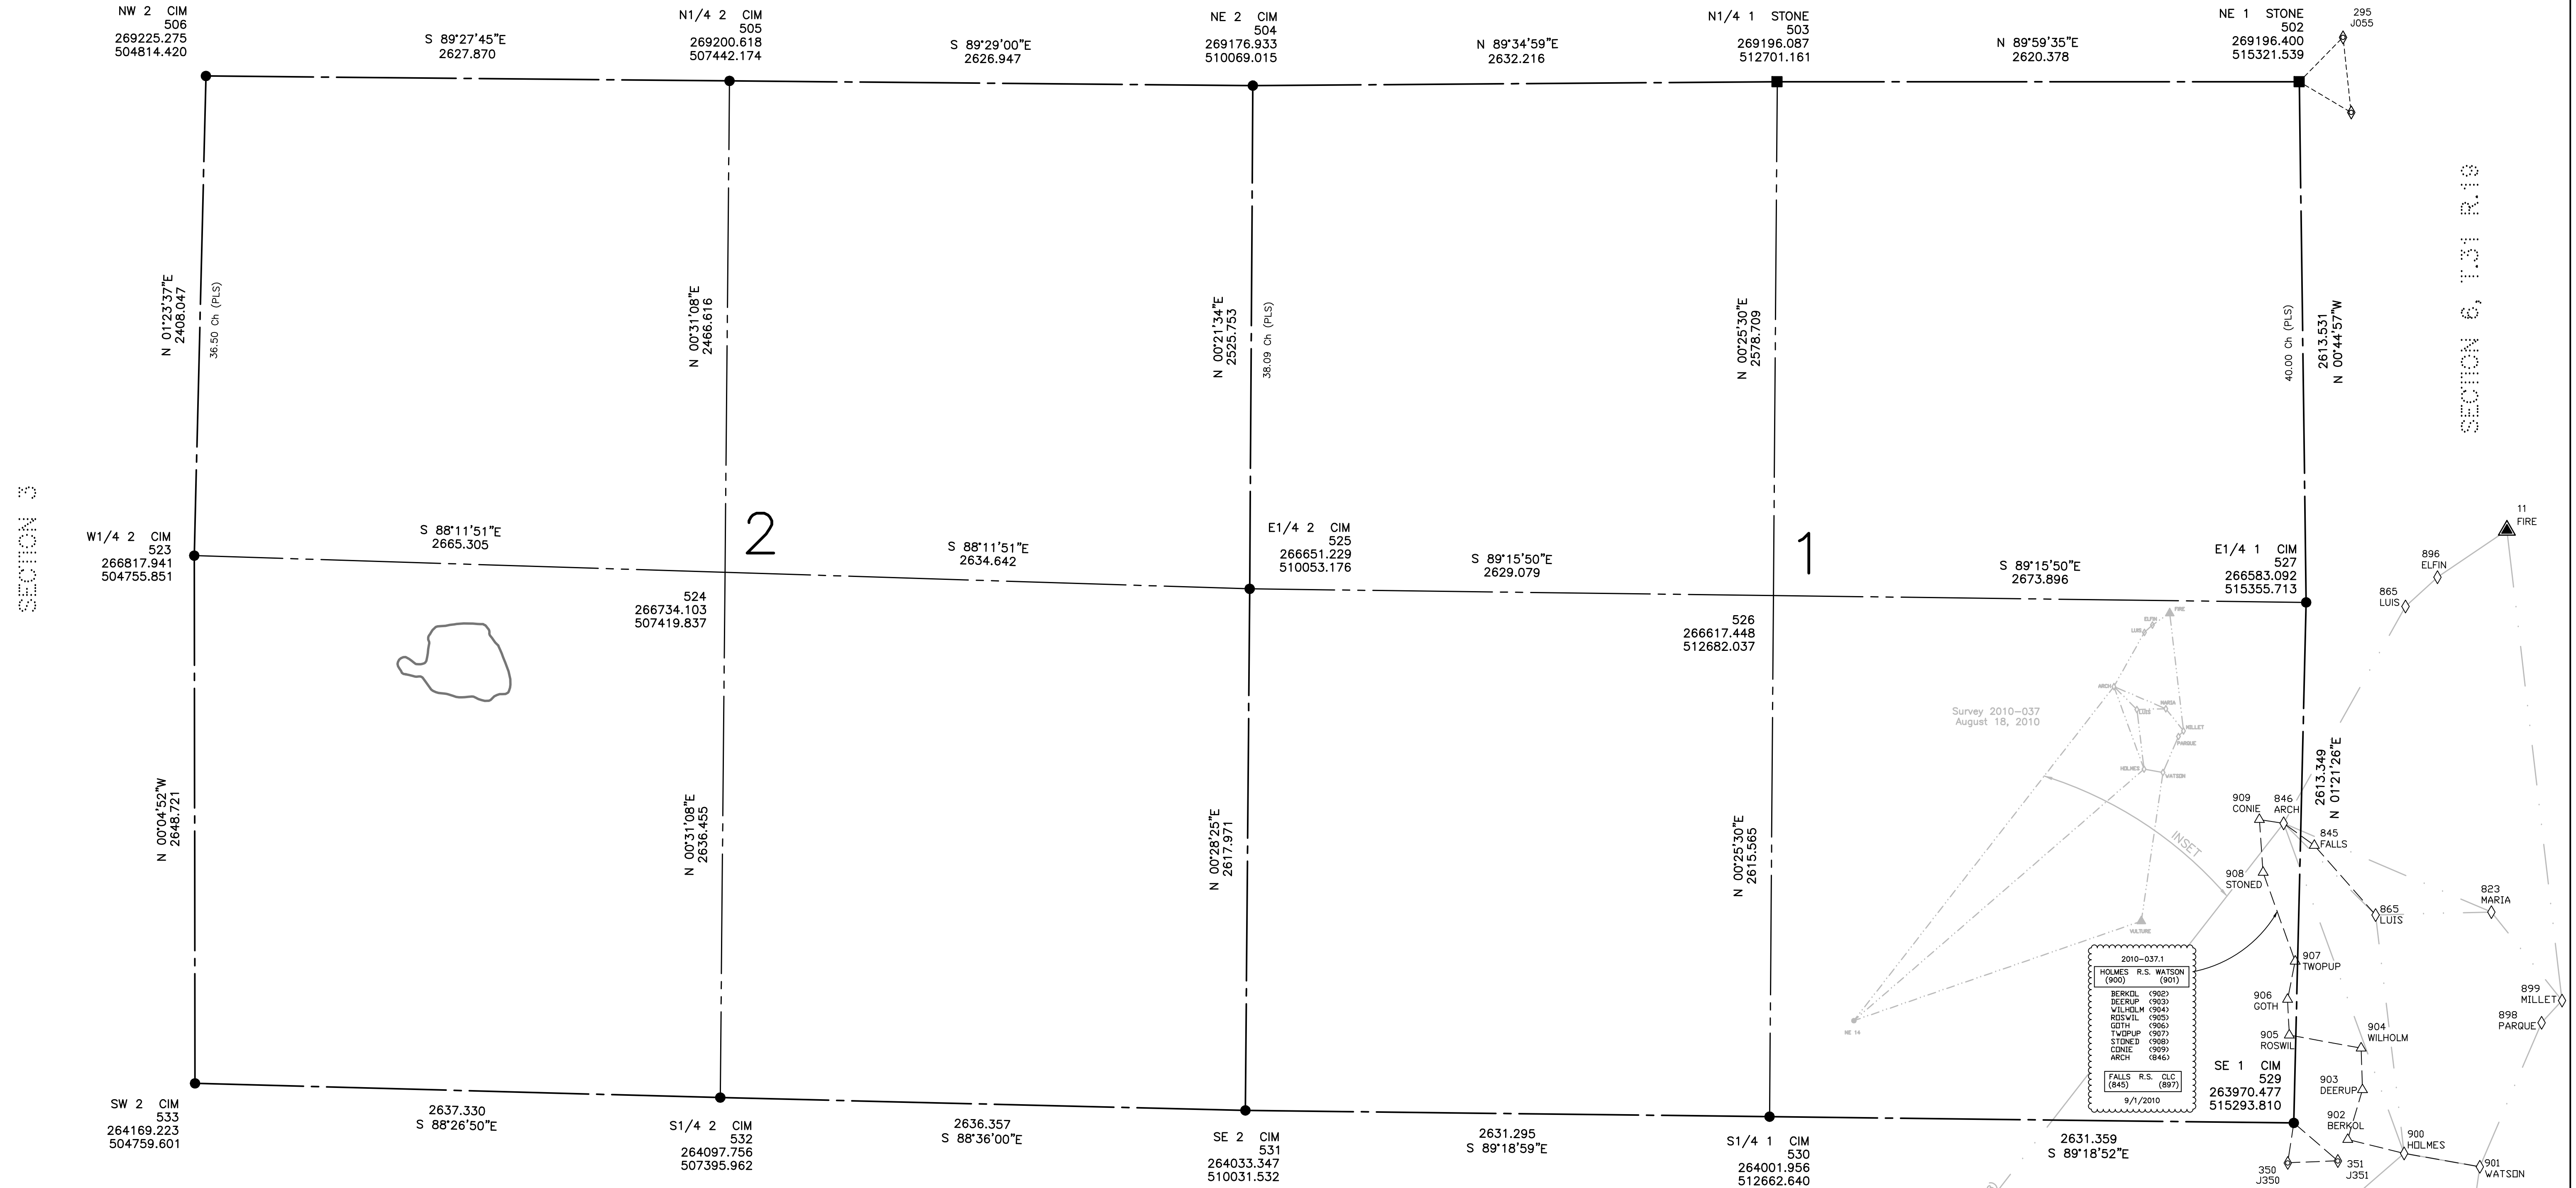 NW 2 CIM
506
269225.275
504814.420
S 89°27'45"E
2627.870
N1/4 2 CIM
505
269200.618
507442.174
S 89°29'00"E
2626.947
NE 2 CIM
504
269176.933
510069.015
N 89°34'59"E
2632.216
N1/4 1 STONE
503
269196.087
512701.161
N 89°59'35"E
2620.378
NE 1 STONE
502
269196.400
515321.539
295
J055
N 01°23'37"E
2408.047
36.50 Ch (PLS)
N 00°31'08"E
2466.616
N 00°21'34"E
2525.753
38.09 Ch (PLS)
N 00°25'30"E
2578.709
40.00 Ch (PLS)
2613.531
N 00°44'57"W
SECTION 6, T.31 R.19
SECTION 3
W1/4 2 CIM
523
266817.941
504755.851
S 88°11'51"E
2665.305
2
524
266734.103
507419.837
S 88°11'51"E
2634.642
E1/4 2 CIM
525
266651.229
510053.176
S 89°15'50"E
2629.079
1
526
266617.448
512682.037
S 89°15'50"E
2673.896
E1/4 1 CIM
527
266583.092
515355.713
11
FIRE
896
ELFIN
865
LUIS
FIRE
ELFIN
LUIS
ARCH
LUIS
MARIA
MILLET
PARQUE
HOLMES
WATSON
VULTURE
NE 14
Survey 2010-037
August 18, 2010
INSET
N 00°04'52"W
2648.721
N 00°31'08"E
2636.455
N 00°28'25"E
2617.971
N 00°25'30"E
2615.565
2613.349
N 01°21'26"E
909
CONIE
846
ARCH
845
FALLS
908
STONED
865
LUIS
823
MARIA
907
TWOPUP
906
GOTH
905
ROSWIL
904
WILHOLM
903
DEERUP
902
BERKOL
900
HOLMES
901
WATSON
899
MILLET
898
PARQUE
350
J350
351
J351
2010-037.1
HOLMES R.S. WATSON
(900) (901)
BERKOL (902)
DEERUP (903)
WILHOLM (904)
ROSWIL (905)
GOTH (906)
TWOPUP (907)
STONED (908)
CONIE (909)
ARCH (846)
FALLS R.S. CLC
(845) (897)
9/1/2010
SW 2 CIM
533
264169.223
504759.601
2637.330
S 88°26'50"E
S1/4 2 CIM
532
264097.756
507395.962
2636.357
S 88°36'00"E
SE 2 CIM
531
264033.347
510031.532
2631.295
S 89°18'59"E
S1/4 1 CIM
530
264001.956
512662.640
2631.359
S 89°18'52"E
SE 1 CIM
529
263970.477
515293.810